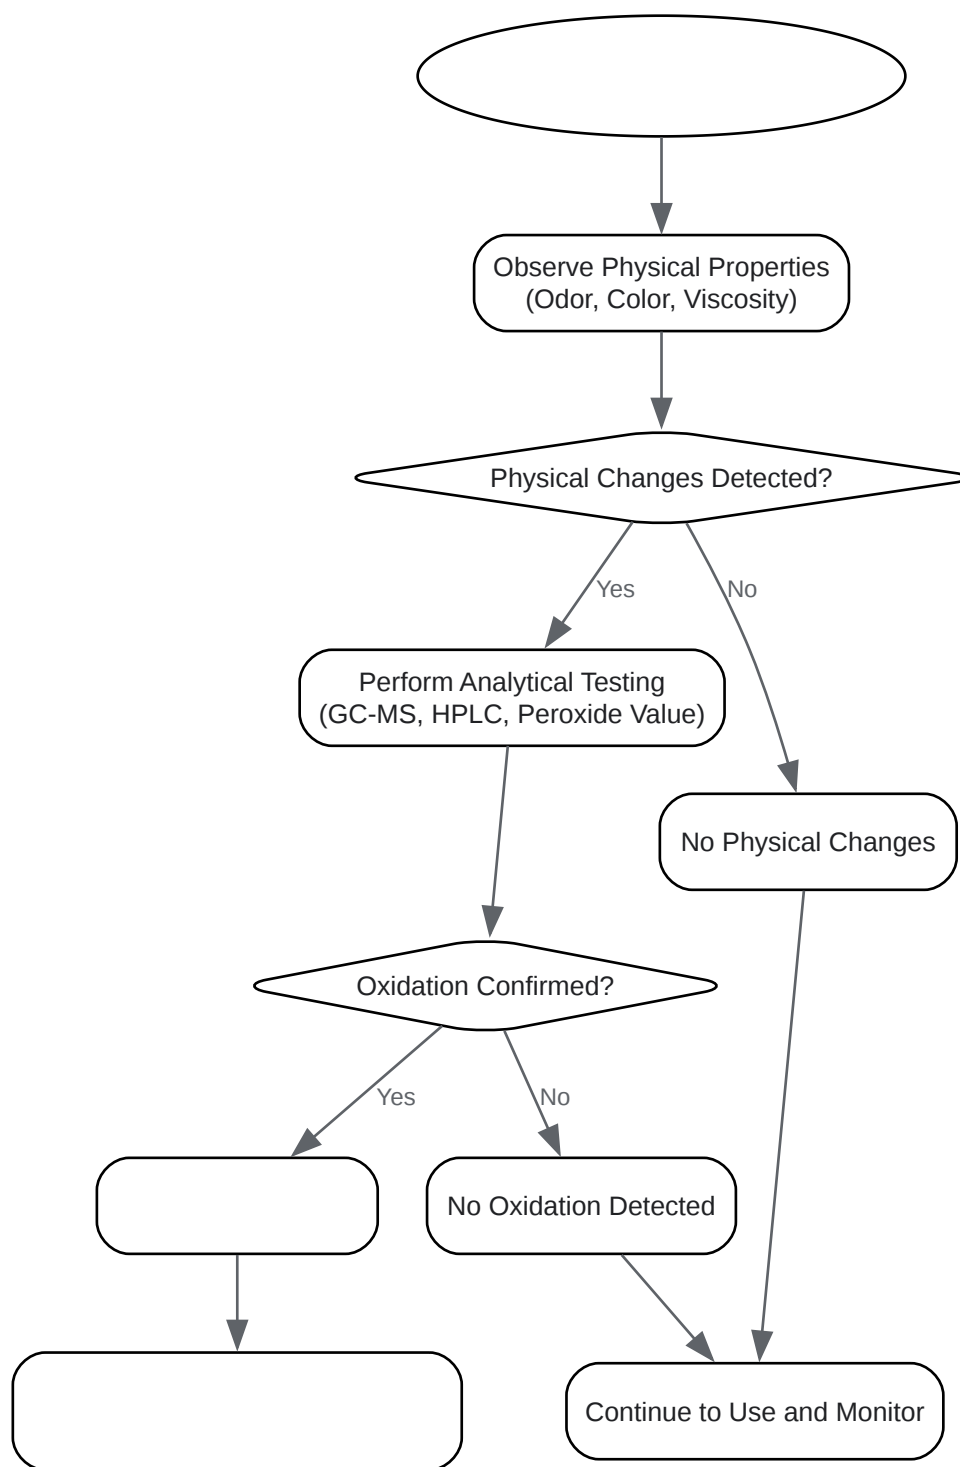 Observe Physical Properties
(Odor, Color, Viscosity)
Physical Changes Detected?
Yes
No
Perform Analytical Testing
(GC-MS, HPLC, Peroxide Value)
No Physical Changes
Oxidation Confirmed?
Yes
No
No Oxidation Detected
Continue to Use and Monitor